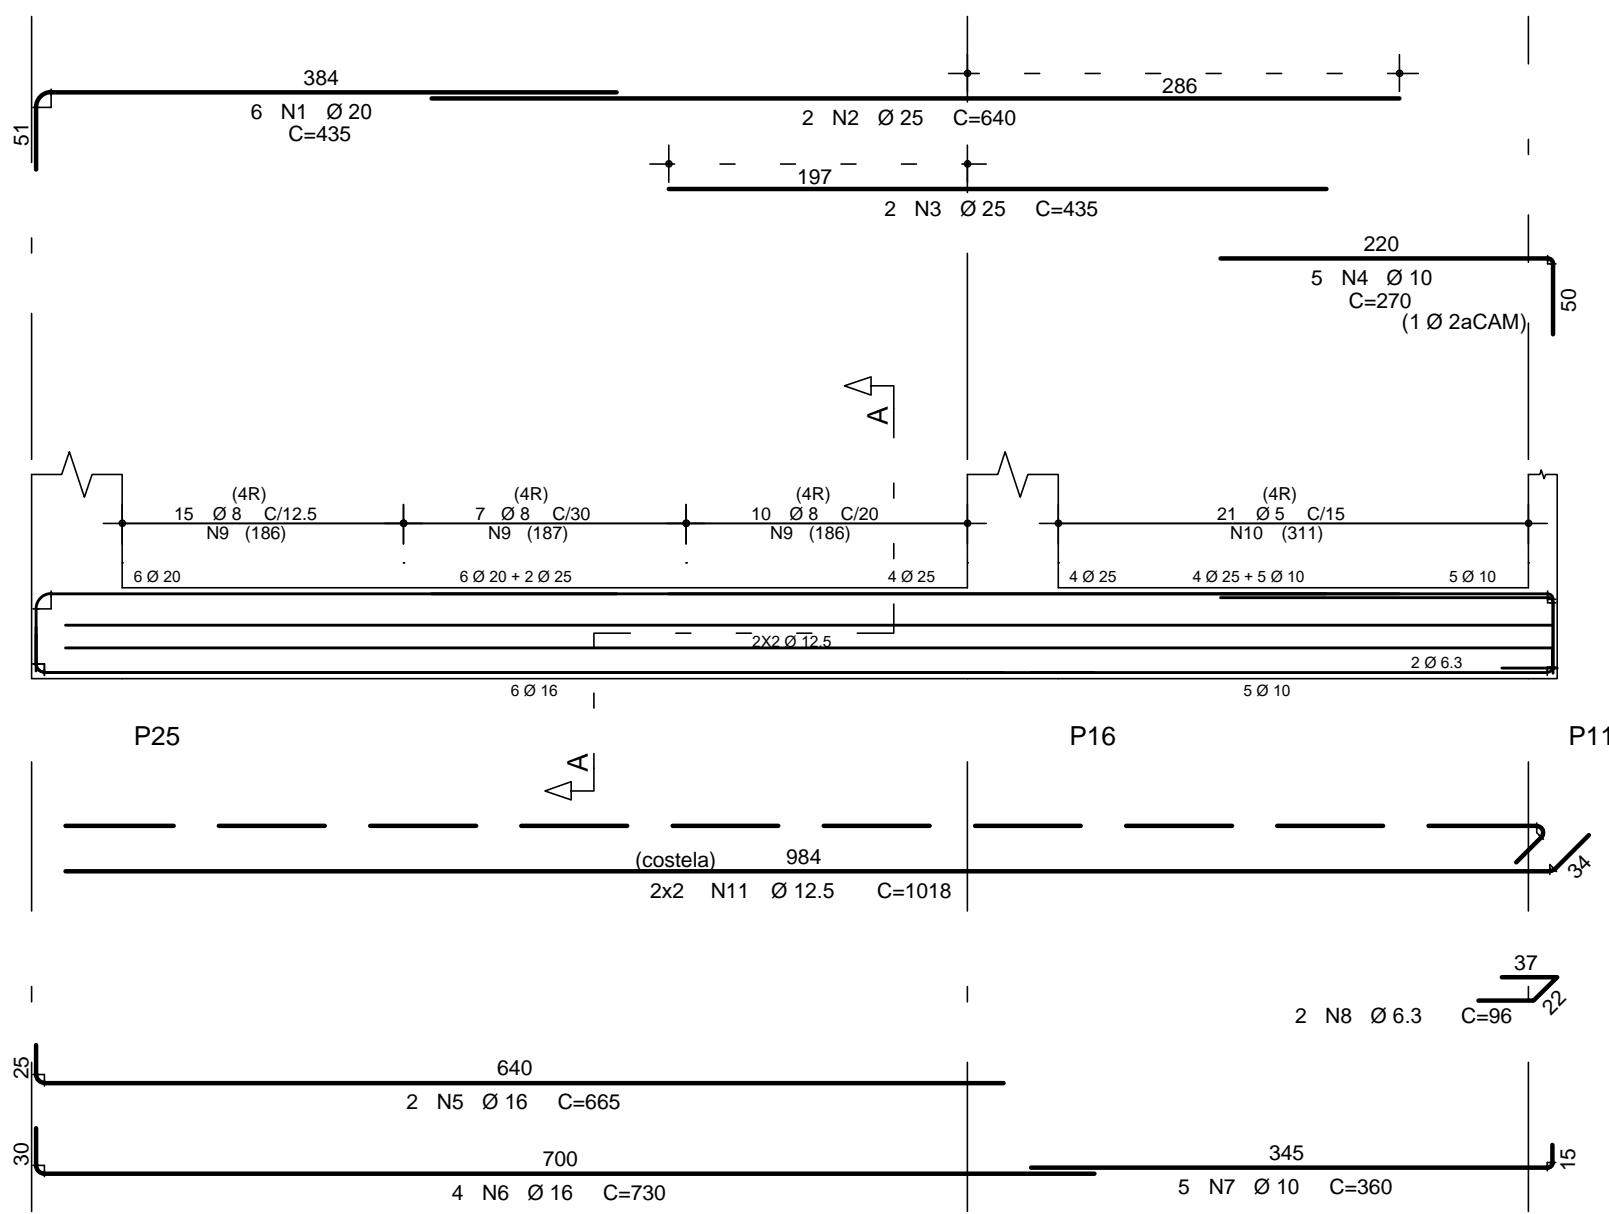 384
286
6 N1 Ø 20
C=435
51
2 N2 Ø 25 C=640
197
2 N3 Ø 25 C=435
220
5 N4 Ø 10
C=270
(1 Ø 2aCAM)
50
A
(4R)
15 Ø 8 C/12.5
N9 (186)
(4R)
7 Ø 8 C/30
N9 (187)
(4R)
10 Ø 8 C/20
N9 (186)
(4R)
21 Ø 5 C/15
N10 (311)
6 Ø 20
6 Ø 20 + 2 Ø 25
4 Ø 25
4 Ø 25
4 Ø 25 + 5 Ø 10
5 Ø 10
2X2 Ø 12.5
2 Ø 6.3
6 Ø 16
5 Ø 10
P25
P16
P11
A
(costela) 984
2x2 N11 Ø 12.5 C=1018
34
37
22
2 N8 Ø 6.3 C=96
25
640
2 N5 Ø 16 C=665
30
700
4 N6 Ø 16 C=730
345
15
5 N7 Ø 10 C=360